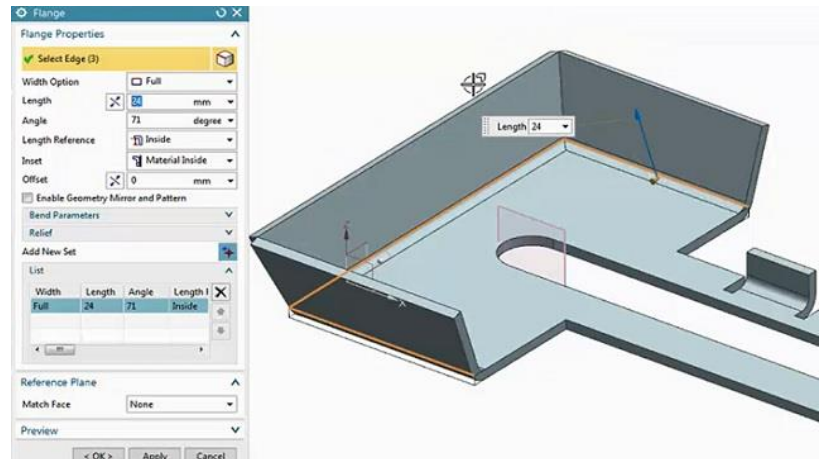 Flange
Flange Properties
Select Edge (3)
Width Option Full
Length 24 mm
Angle 71 degree
Length Reference Inside
Inset Material Inside
Offset 0 mm
Enable Geometry Mirror and Pattern
Bend Parameters
Relief
Add New Set
List
Width Length Angle Length I
Full 24 71 Inside
Reference Plane
Match Face None
Preview
< OK > Apply Cancel
Length 24
X